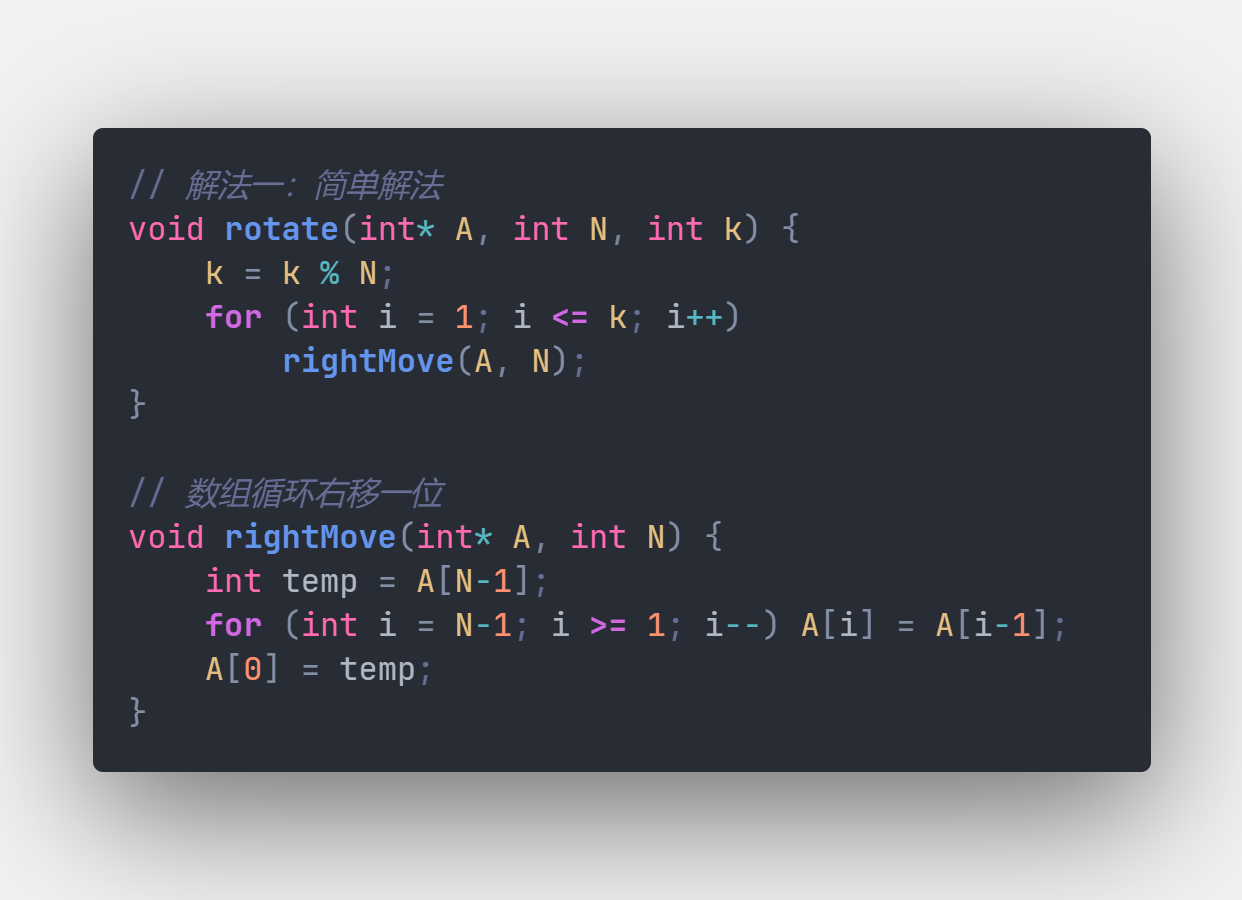 // 解法一：简单解法
void rotate(int* A, int N, int k) {
    k = k % N;
    for (int i = 1; i <= k; i++)
        rightMove(A, N);
}

// 数组循环右移一位
void rightMove(int* A, int N) {
    int temp = A[N-1];
    for (int i = N-1; i >= 1; i--) A[i] = A[i-1];
    A[0] = temp;
}